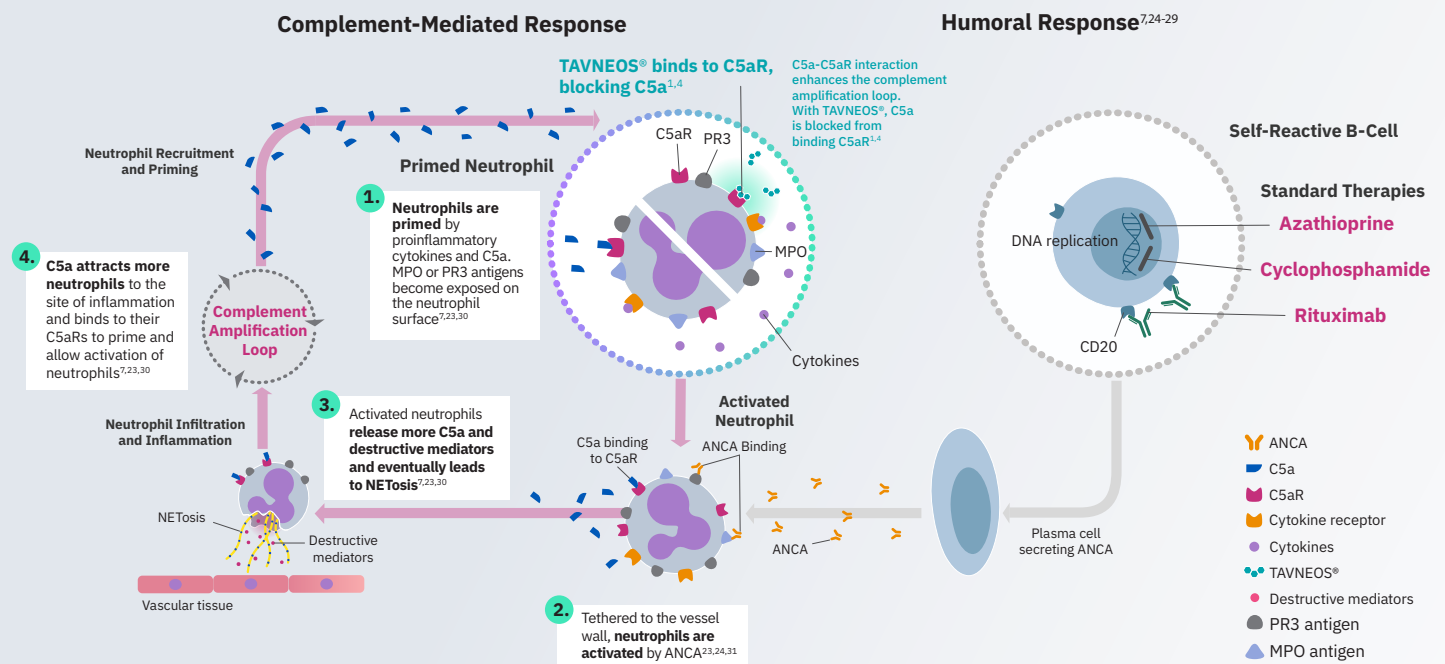 Complement-Mediated Response
Humoral Response7,24-29
TAVNEOS® binds to C5aR,
blocking C5a1,4
C5a-C5aR interaction
enhances the complement
amplification loop.
With TAVNEOS®, C5a
is blocked from
binding C5aR1,4
Neutrophil Recruitment
and Priming
Primed Neutrophil
C5aR
PR3
MPO
Cytokines
1.
Neutrophils are
primed by
proinflammatory
cytokines and C5a.
MPO or PR3 antigens
become exposed on
the neutrophil
surface7,23,30
4.
C5a attracts more
neutrophils to the
site of inflammation
and binds to their
C5aRs to prime and
allow activation of
neutrophils7,23,30
Complement
Amplification
Loop
Self-Reactive B-Cell
Standard Therapies
Azathioprine
Cyclophosphamide
Rituximab
DNA replication
CD20
Neutrophil Infiltration
and Inflammation
3.
Activated neutrophils
release more C5a and
destructive mediators
and eventually leads
to NETosis7,23,30
Activated
Neutrophil
C5a binding
to C5aR
ANCA Binding
NETosis
Destructive
mediators
Vascular tissue
ANCA
Plasma cell
secreting ANCA
2.
Tethered to the vessel
wall, neutrophils are
activated by ANCA23,24,31
ANCA
C5a
C5aR
Cytokine receptor
Cytokines
TAVNEOS®
Destructive mediators
PR3 antigen
MPO antigen